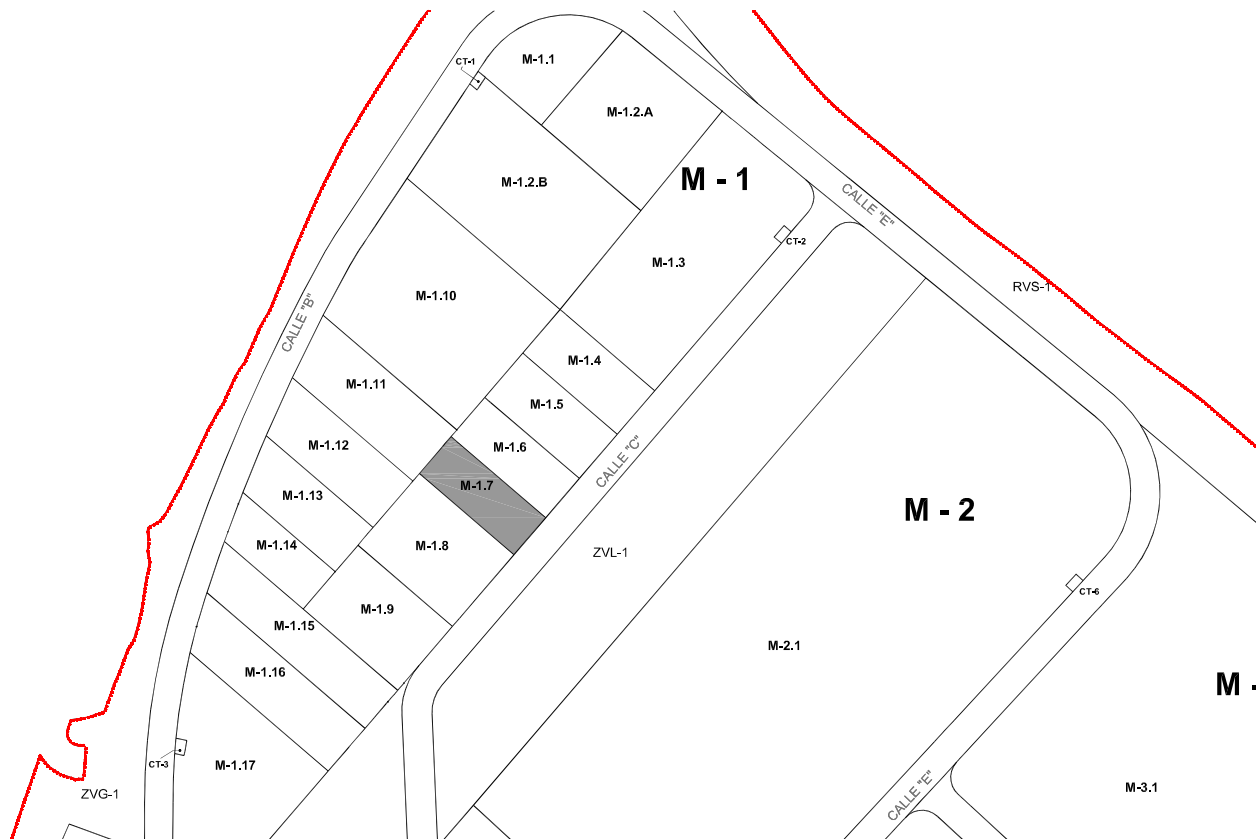 M-1.1
CT-1
M-1.2.A
M-1.2.B
M - 1
CALLE "E"
CT-2
M-1.3
RVS-1
M-1.10
CALLE "B"
M-1.4
M-1.11
M-1.5
M-1.12
M-1.6
CALLE "C"
M-1.7
M-1.13
M - 2
M-1.14
M-1.8
ZVL-1
CT-6
M-1.9
M-1.15
M-2.1
M-1.16
M -
CT-3
M-1.17
CALLE "E"
M-3.1
ZVG-1